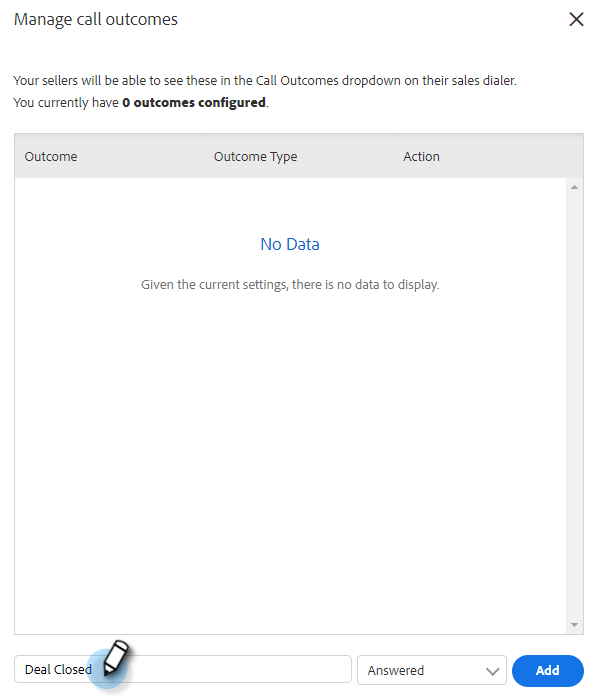 Manage call outcomes
Your sellers will be able to see these in the Call Outcomes dropdown on their sales dialer.
You currently have 0 outcomes configured.
Outcome Outcome Type Action
No Data
Given the current settings, there is no data to display.
Deal Closed Answered Add